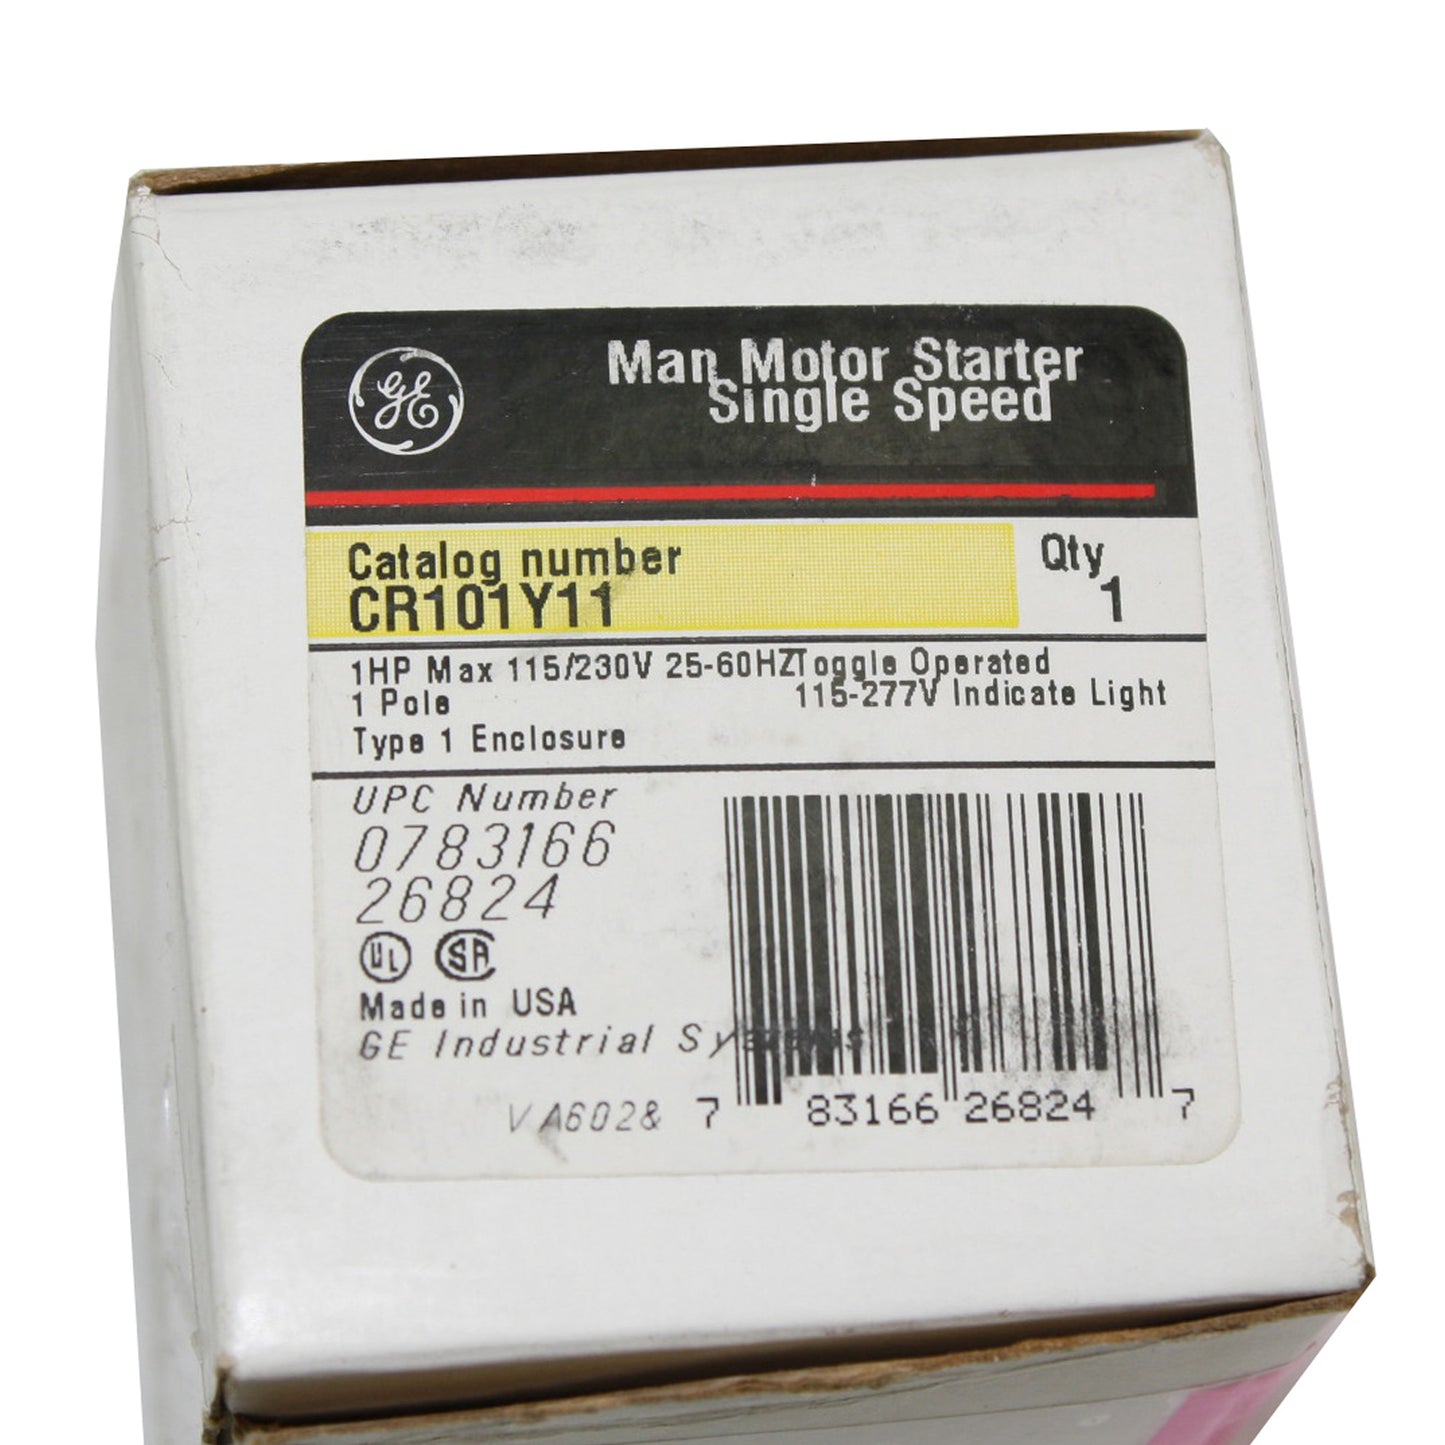 GE
Man Motor Starter
Single Speed
Catalog number
CR101Y11
Qty
1
1HP Max 115/230V 25-60HZ Toggle Operated
1 Pole 115-277V Indicate Light
Type 1 Enclosure
UPC Number
0783166
26824
UL SA
Made in USA
GE Industrial Systems
VA602& 7 83166 26824 7